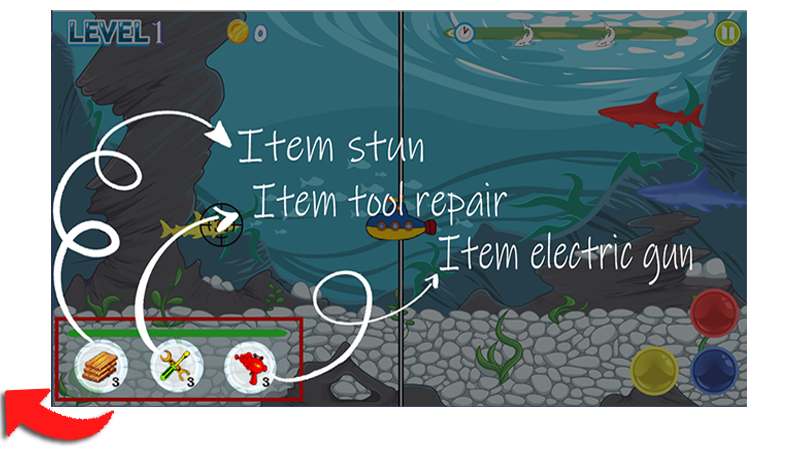 LEVEL 1
0
Item stun
Item tool repair
Item electric gun
3 3 3